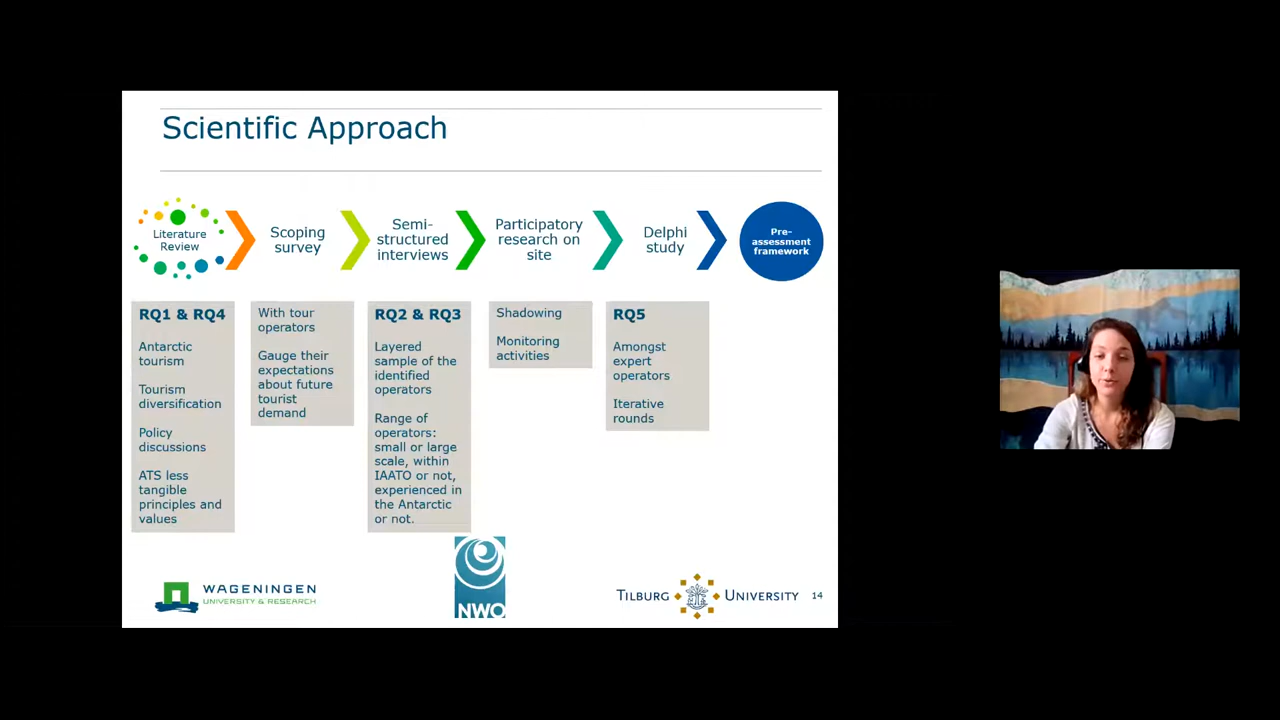 Scientific Approach
Literature
Review
Scoping
survey
Semi-
structured
interviews
Participatory
research on
site
Delphi
study
Pre-
assessment
framework
RQ1 & RQ4
Antarctic
tourism
Tourism
diversification
Policy
discussions
ATS less
tangible
principles and
values
With tour
operators
Gauge their
expectations
about future
tourist
demand
RQ2 & RQ3
Layered
sample of the
identified
operators
Range of
operators:
small or large
scale, within
IAATO or not,
experienced in
the Antarctic
or not.
Shadowing
Monitoring
activities
RQ5
Amongst
expert
operators
Iterative
rounds
WAGENINGEN
UNIVERSITY & RESEARCH
NWO
TILBURG UNIVERSITY
14